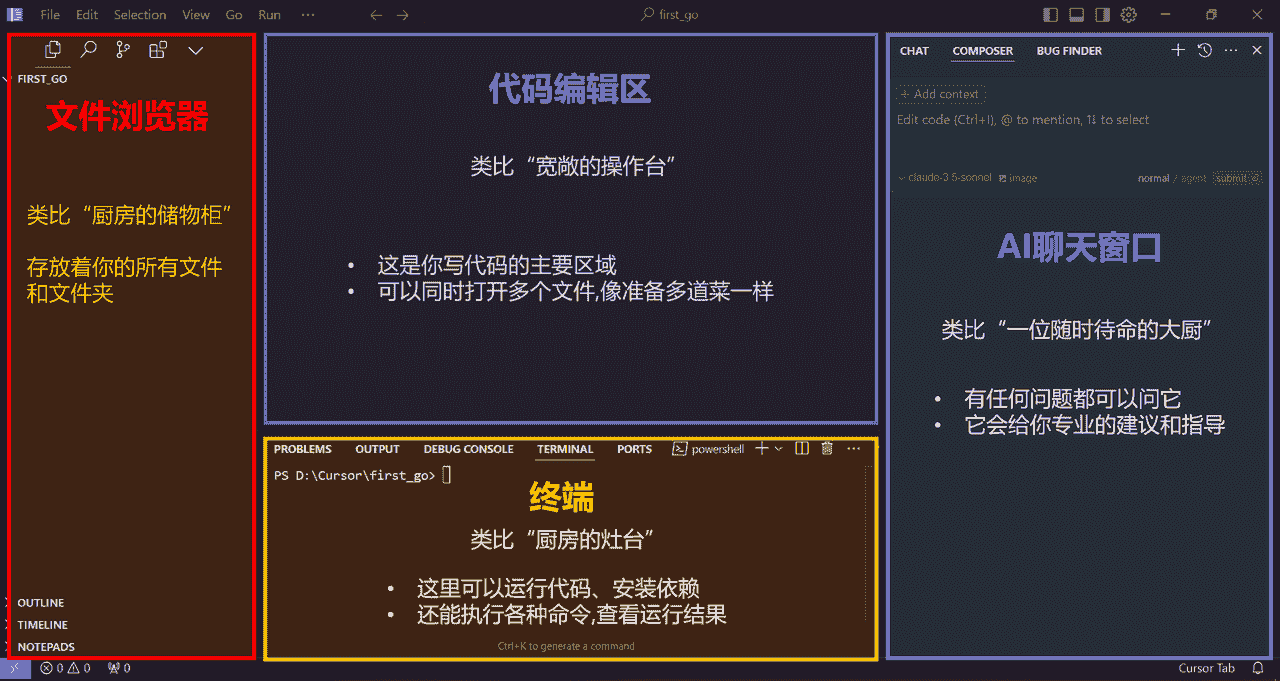 File Edit Selection View Go Run ··· first_go
FIRST_GO
文件浏览器
类比“厨房的储物柜”
存放着你的所有文件
和文件夹
OUTLINE
TIMELINE
NOTEPADS
代码编辑区
类比“宽敞的操作台”
• 这是你写代码的主要区域
• 可以同时打开多个文件,像准备多道菜一样
PROBLEMS OUTPUT DEBUG CONSOLE TERMINAL PORTS powershell ···
PS D:\Cursor\first_go>
终端
类比“厨房的灶台”
• 这里可以运行代码、安装依赖
• 还能执行各种命令,查看运行结果
Ctrl+K to generate a command
CHAT COMPOSER BUG FINDER ···
+ Add context
Edit code (Ctrl+I), @ to mention, ⇅ to select
claude-3.5-sonnet image normal / agent submit
AI聊天窗口
类比“一位随时待命的大厨”
• 有任何问题都可以问它
• 它会给你专业的建议和指导
0 0 0 Cursor Tab